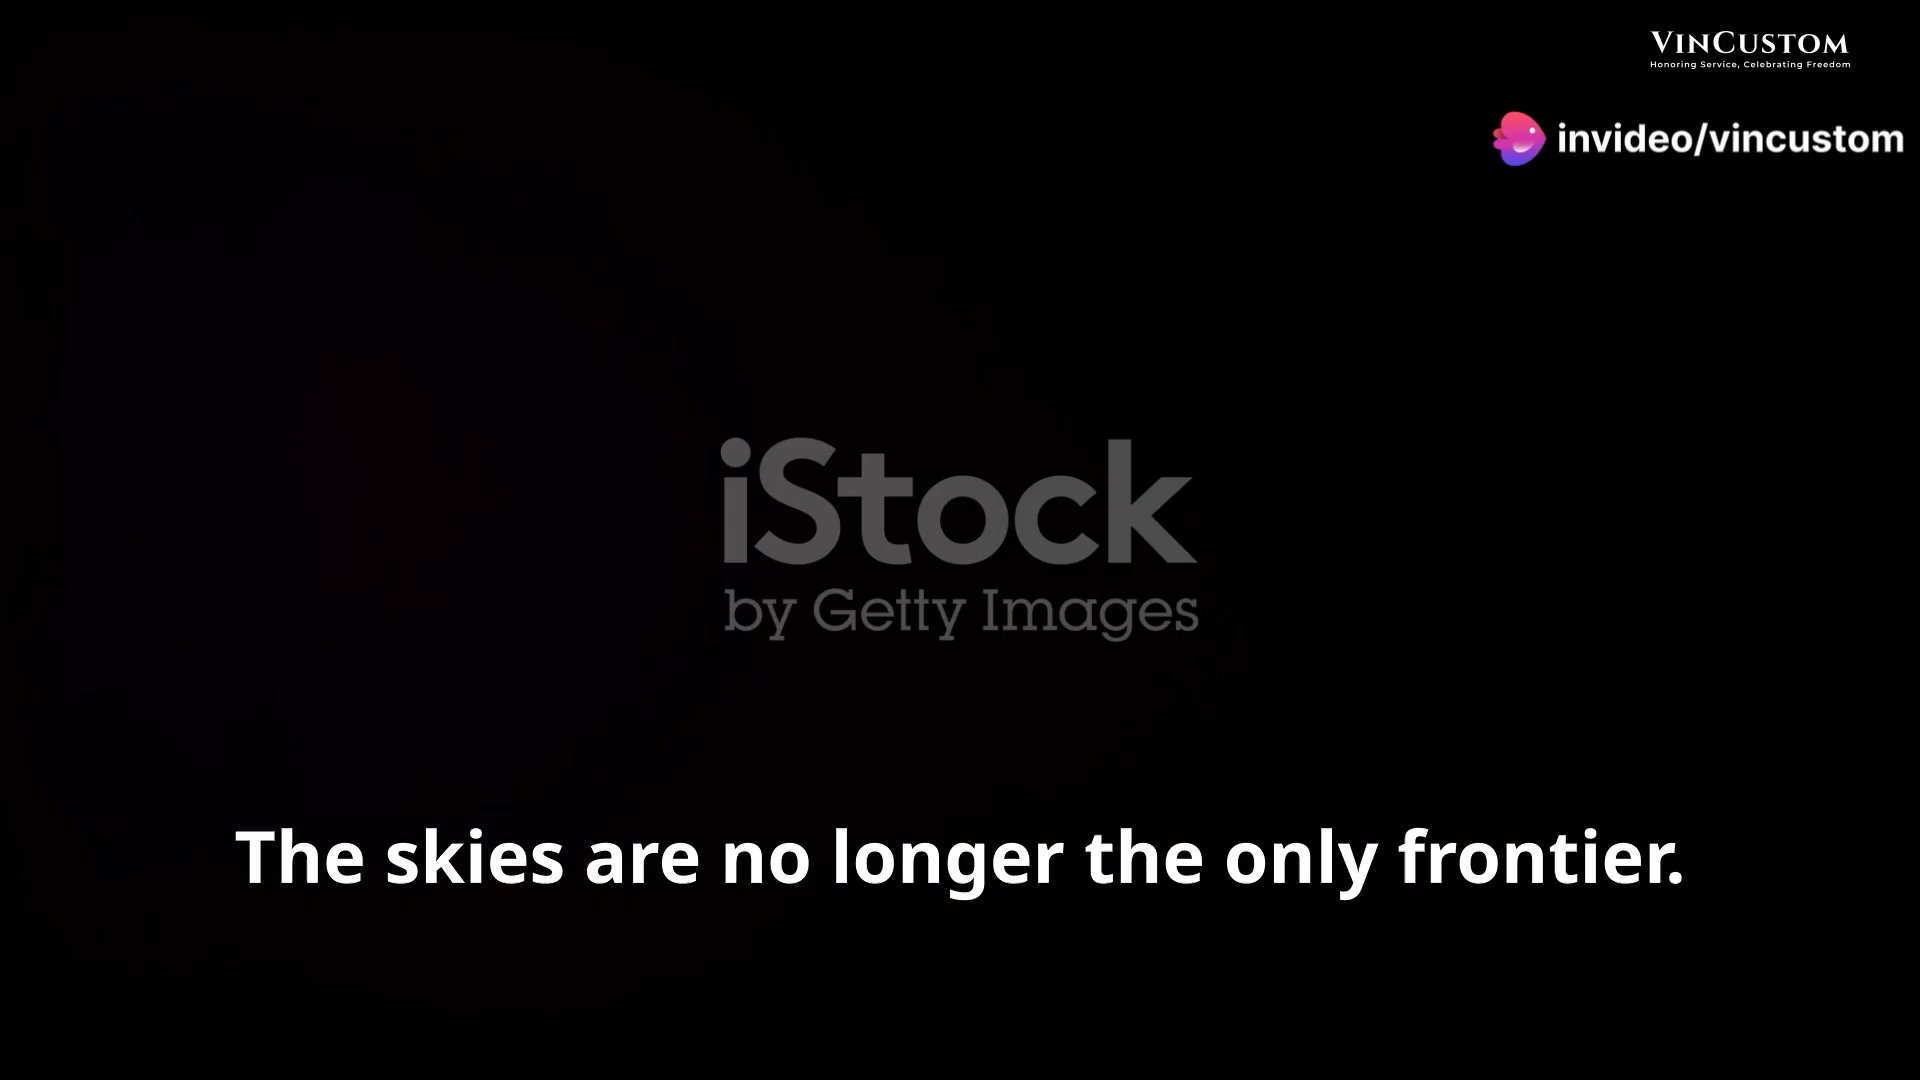 VINCUSTOM
Honoring Service, Celebrating Freedom
invideo/vincustom
iStock
by Getty Images
The skies are no longer the only frontier.